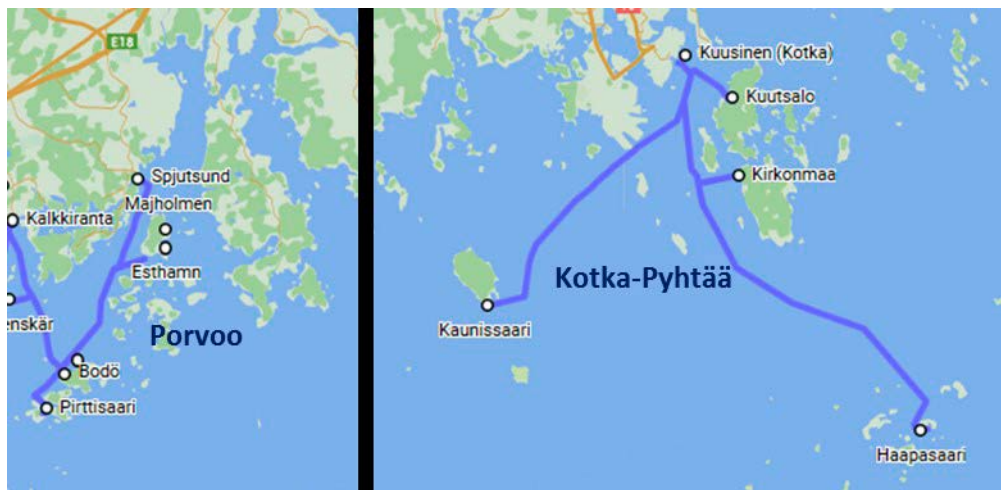 E18
Spjutsund
Majholmen
Kalkkiranta
Esthamn
enskär
Porvoo
Bodö
Pirttisaari
Kuusinen (Kotka)
Kuutsalo
Kirkonmaa
Kotka-Pyhtää
Kaunissaari
Haapasaari